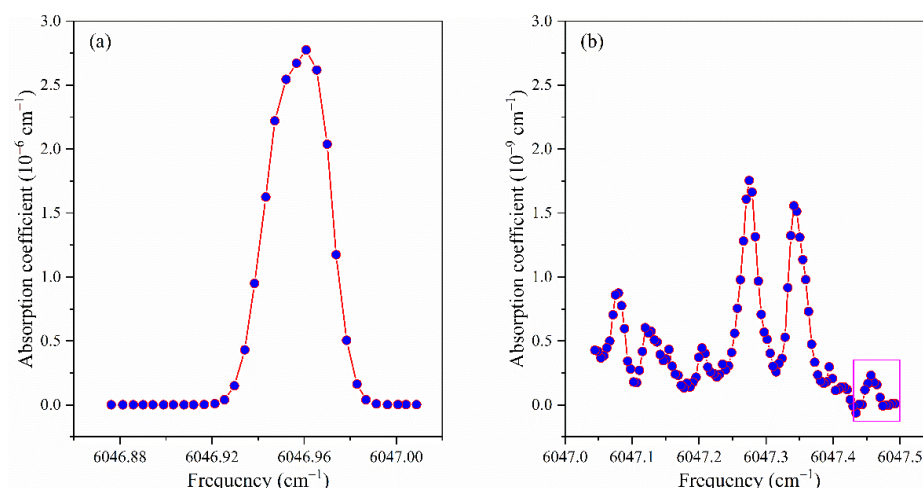 (a)
Absorption coefficient (10⁻⁶ cm⁻¹)
3.0
2.5
2.0
1.5
1.0
0.5
0.0
6046.88 6046.92 6046.96 6047.00
Frequency (cm⁻¹)
(b)
Absorption coefficient (10⁻⁹ cm⁻¹)
3.0
2.5
2.0
1.5
1.0
0.5
0.0
6047.0 6047.1 6047.2 6047.3 6047.4 6047.5
Frequency (cm⁻¹)